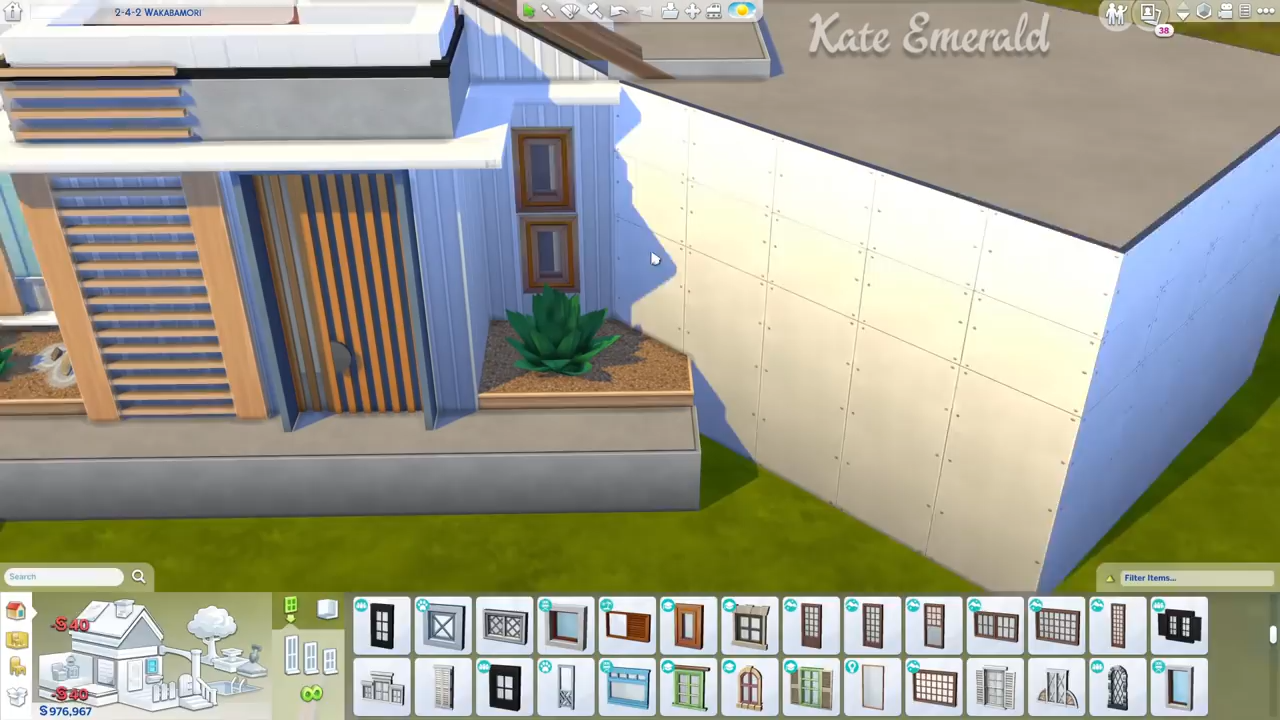 2-4-2 Wakabamori
38
Kate Emerald
Search
Filter Items...
-$40
-$40
$976,967